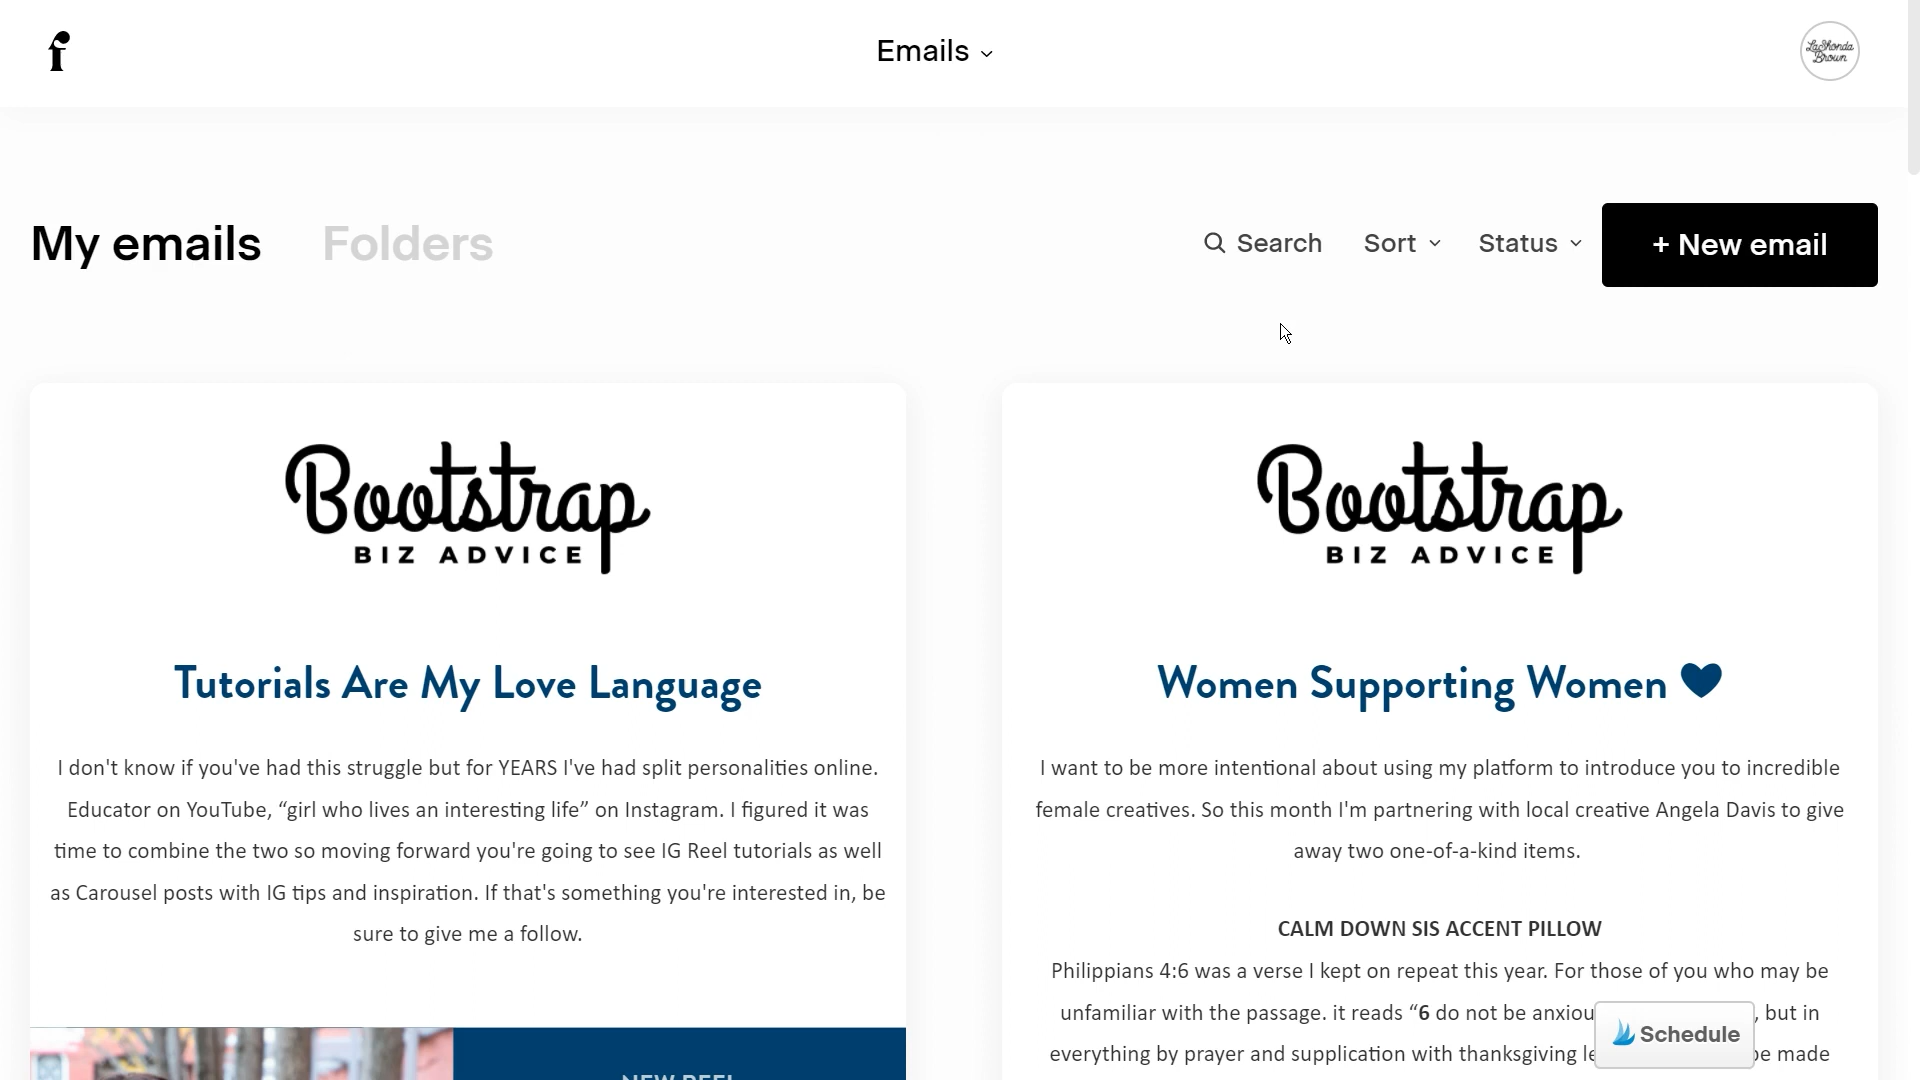 f
Emails
LaShonda
Brown
My emails
Folders
Search
Sort
Status
+ New email
Bootstrap
BIZ ADVICE
Tutorials Are My Love Language
I don't know if you've had this struggle but for YEARS I've had split personalities online.
Educator on YouTube, “girl who lives an interesting life” on Instagram. I figured it was
time to combine the two so moving forward you're going to see IG Reel tutorials as well
as Carousel posts with IG tips and inspiration. If that's something you're interested in, be
sure to give me a follow.
NEW REEL
Bootstrap
BIZ ADVICE
Women Supporting Women
I want to be more intentional about using my platform to introduce you to incredible
female creatives. So this month I'm partnering with local creative Angela Davis to give
away two one-of-a-kind items.
CALM DOWN SIS ACCENT PILLOW
Philippians 4:6 was a verse I kept on repeat this year. For those of you who may be
unfamiliar with the passage. it reads “6 do not be anxiou , but in
everything by prayer and supplication with thanksgiving le be made
Schedule